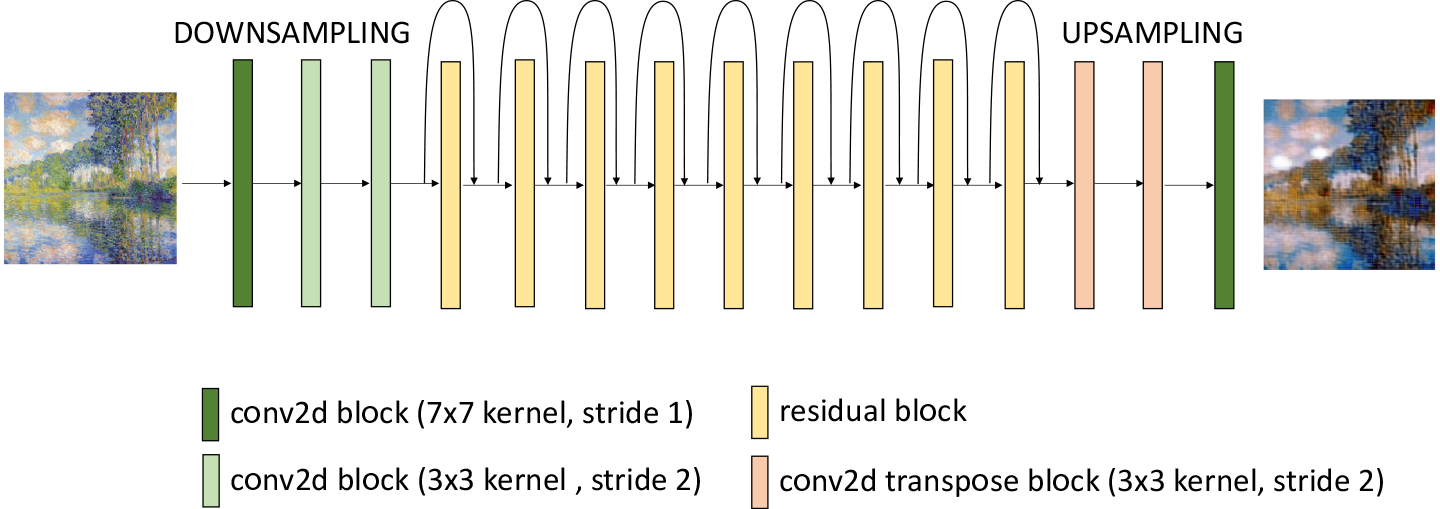 DOWNSAMPLING
UPSAMPLING
conv2d block (7x7 kernel, stride 1)
residual block
conv2d block (3x3 kernel , stride 2)
conv2d transpose block (3x3 kernel, stride 2)